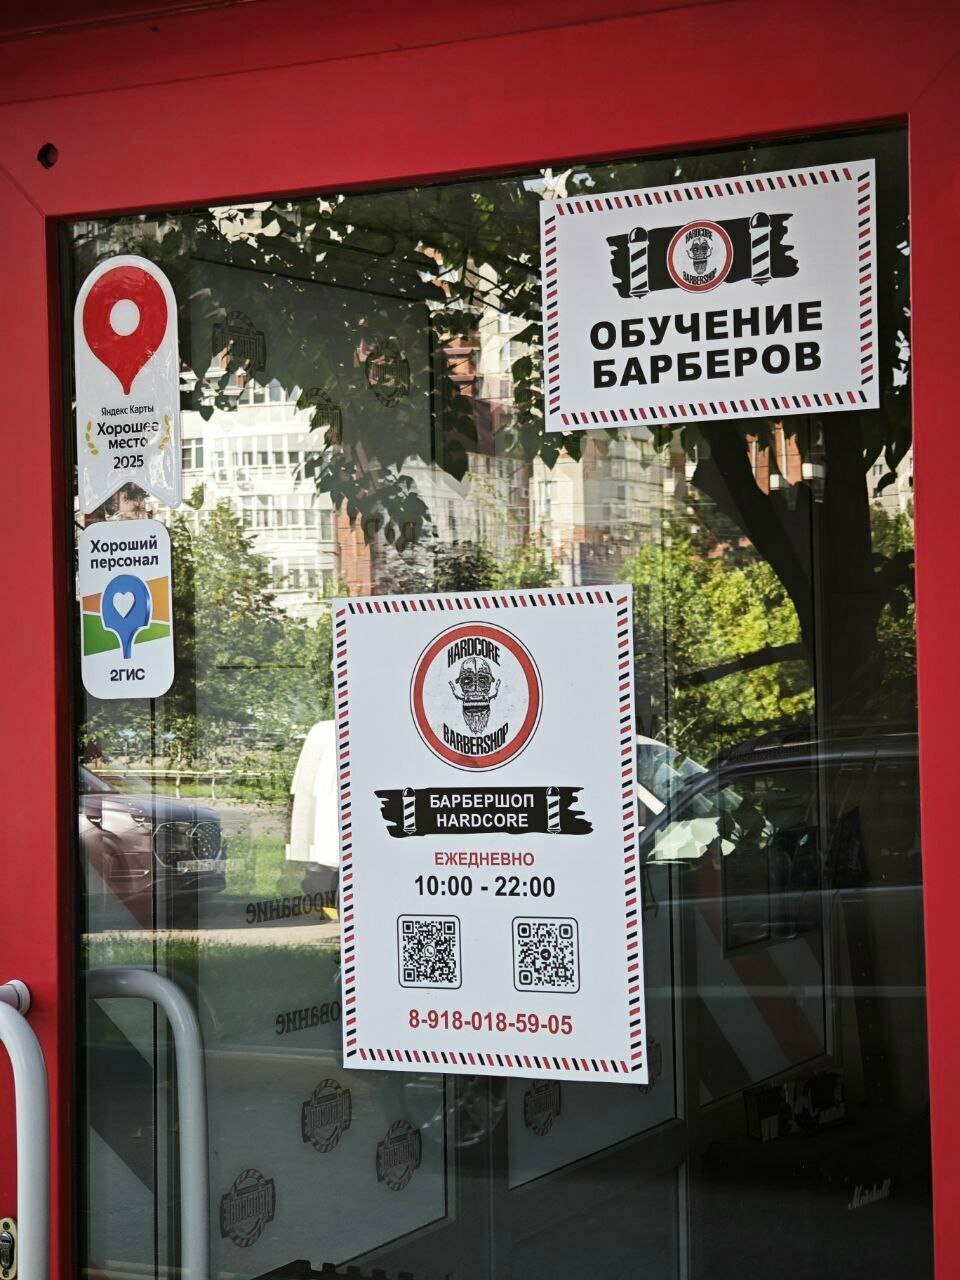 HARDCORE
BARBERSHOP
ОБУЧЕНИЕ
БАРБЕРОВ
Яндекс Карты
Хорошее
место
2025
Хороший
персонал
2ГИС
HARDCORE
BARBERSHOP
БАРБЕРШОП
HARDCORE
ЕЖЕДНЕВНО
10:00 - 22:00
8-918-018-59-05
Marshall